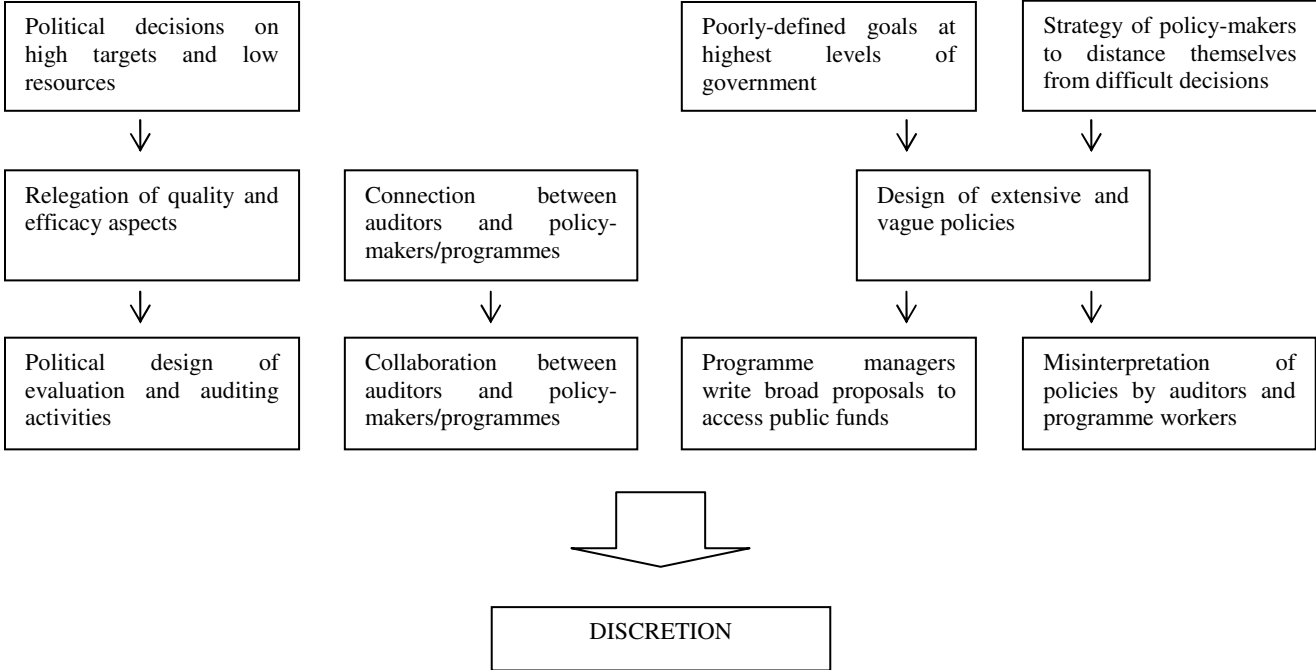 Political decisions on
high targets and low
resources
Poorly-defined goals at
highest levels of
government
Strategy of policy-makers
to distance themselves
from difficult decisions
Relegation of quality and
efficacy aspects
Connection between
auditors and policy-
makers/programmes
Design of extensive and
vague policies
Political design of
evaluation and auditing
activities
Collaboration between
auditors and policy-
makers/programmes
Programme managers
write broad proposals to
access public funds
Misinterpretation of
policies by auditors and
programme workers
DISCRETION